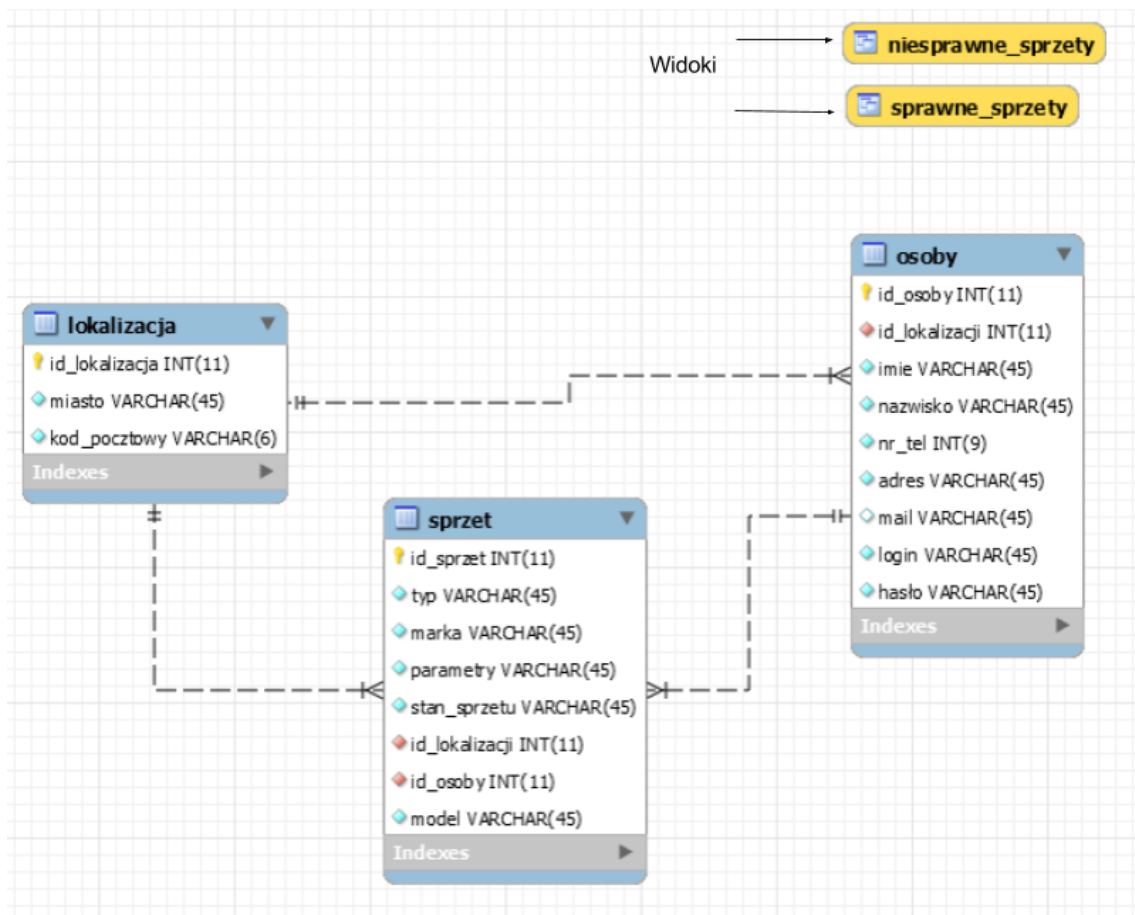 niesprawne_sprzety
Widoki
sprawne_sprzety
osoby
id_osoby INT(11)
id_lokalizacji INT(11)
imie VARCHAR(45)
nazwisko VARCHAR(45)
nr_tel INT(9)
adres VARCHAR(45)
mail VARCHAR(45)
login VARCHAR(45)
hasło VARCHAR(45)
Indexes
lokalizacja
id_lokalizacja INT(11)
miasto VARCHAR(45)
kod_pocztowy VARCHAR(6)
Indexes
sprzet
id_sprzet INT(11)
typ VARCHAR(45)
marka VARCHAR(45)
parametry VARCHAR(45)
stan_sprzetu VARCHAR(45)
id_lokalizacji INT(11)
id_osoby INT(11)
model VARCHAR(45)
Indexes